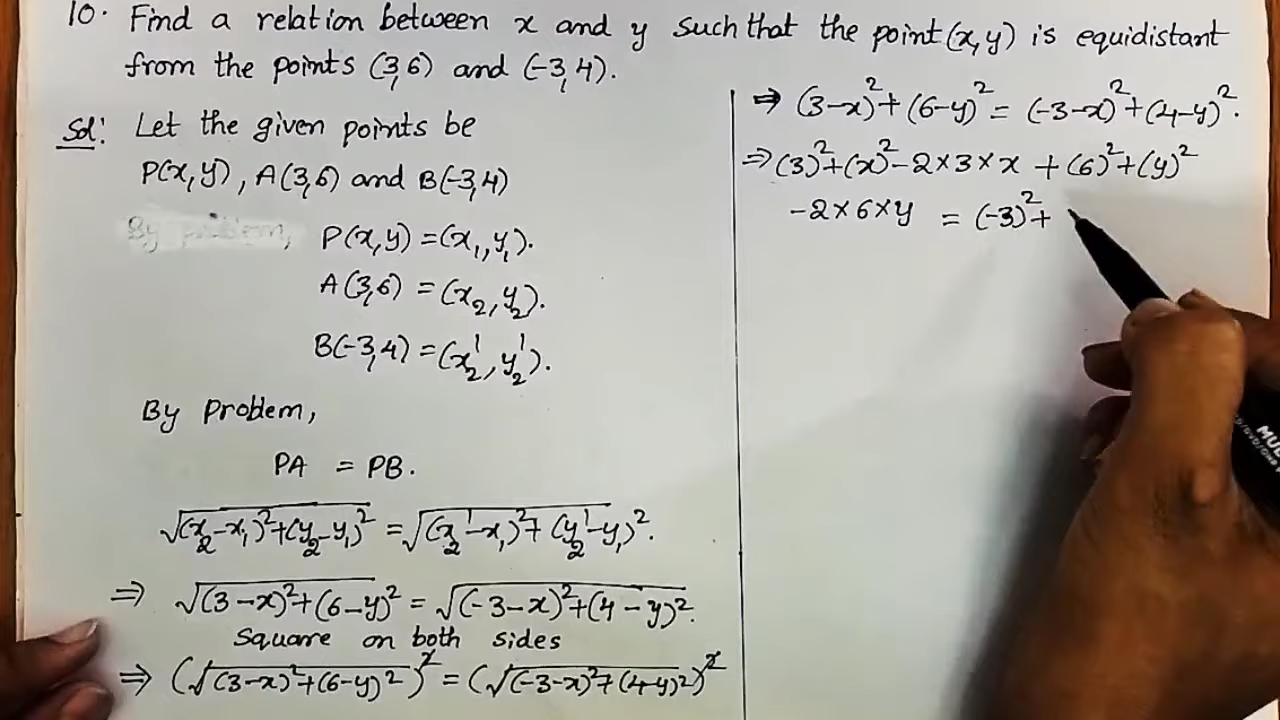 10. Find a relation between x and y such that the point (x, y) is equidistant
from the points (3, 6) and (-3, 4).
Sol: Let the given points be
P(x, y), A(3, 6) and B(-3, 4)
By problem, P(x, y) = (x₁, y₁).
A(3, 6) = (x₂, y₂).
B(-3, 4) = (x₂', y₂').
By Problem,
PA = PB.
√(x₂-x₁)²+(y₂-y₁)² = √(x₂'-x₁)²+(y₂'-y₁)².
⇒ √(3-x)²+(6-y)² = √(-3-x)²+(4-y)².
Square on both sides
⇒ (√(3-x)²+(6-y)²)² = (√(-3-x)²+(4-y)²)²
⇒ (3-x)²+(6-y)² = (-3-x)²+(4-y)².
⇒ (3)²+(x)²-2×3×x+(6)²+(y)²
-2×6×y = (-3)²+